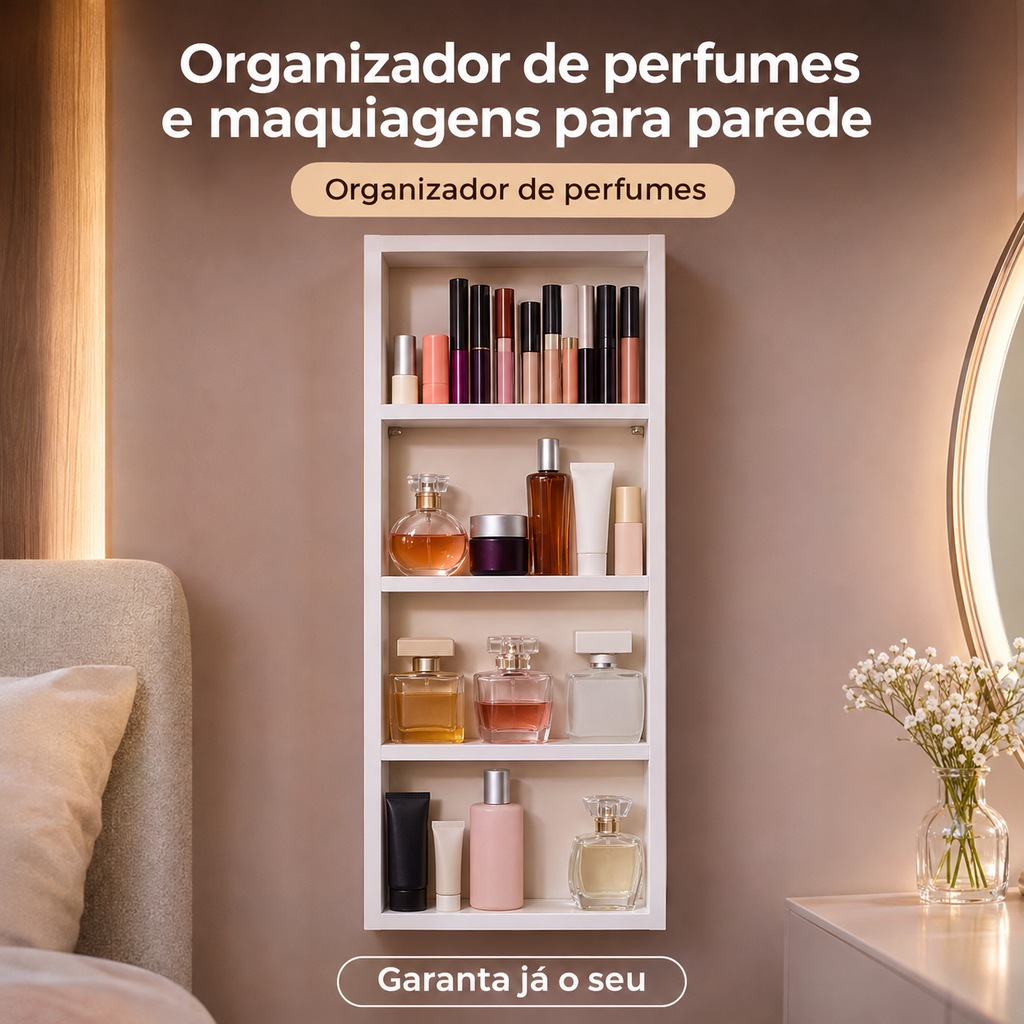 Organizador de perfumes
e maquiagens para parede
Organizador de perfumes
Garanta já o seu